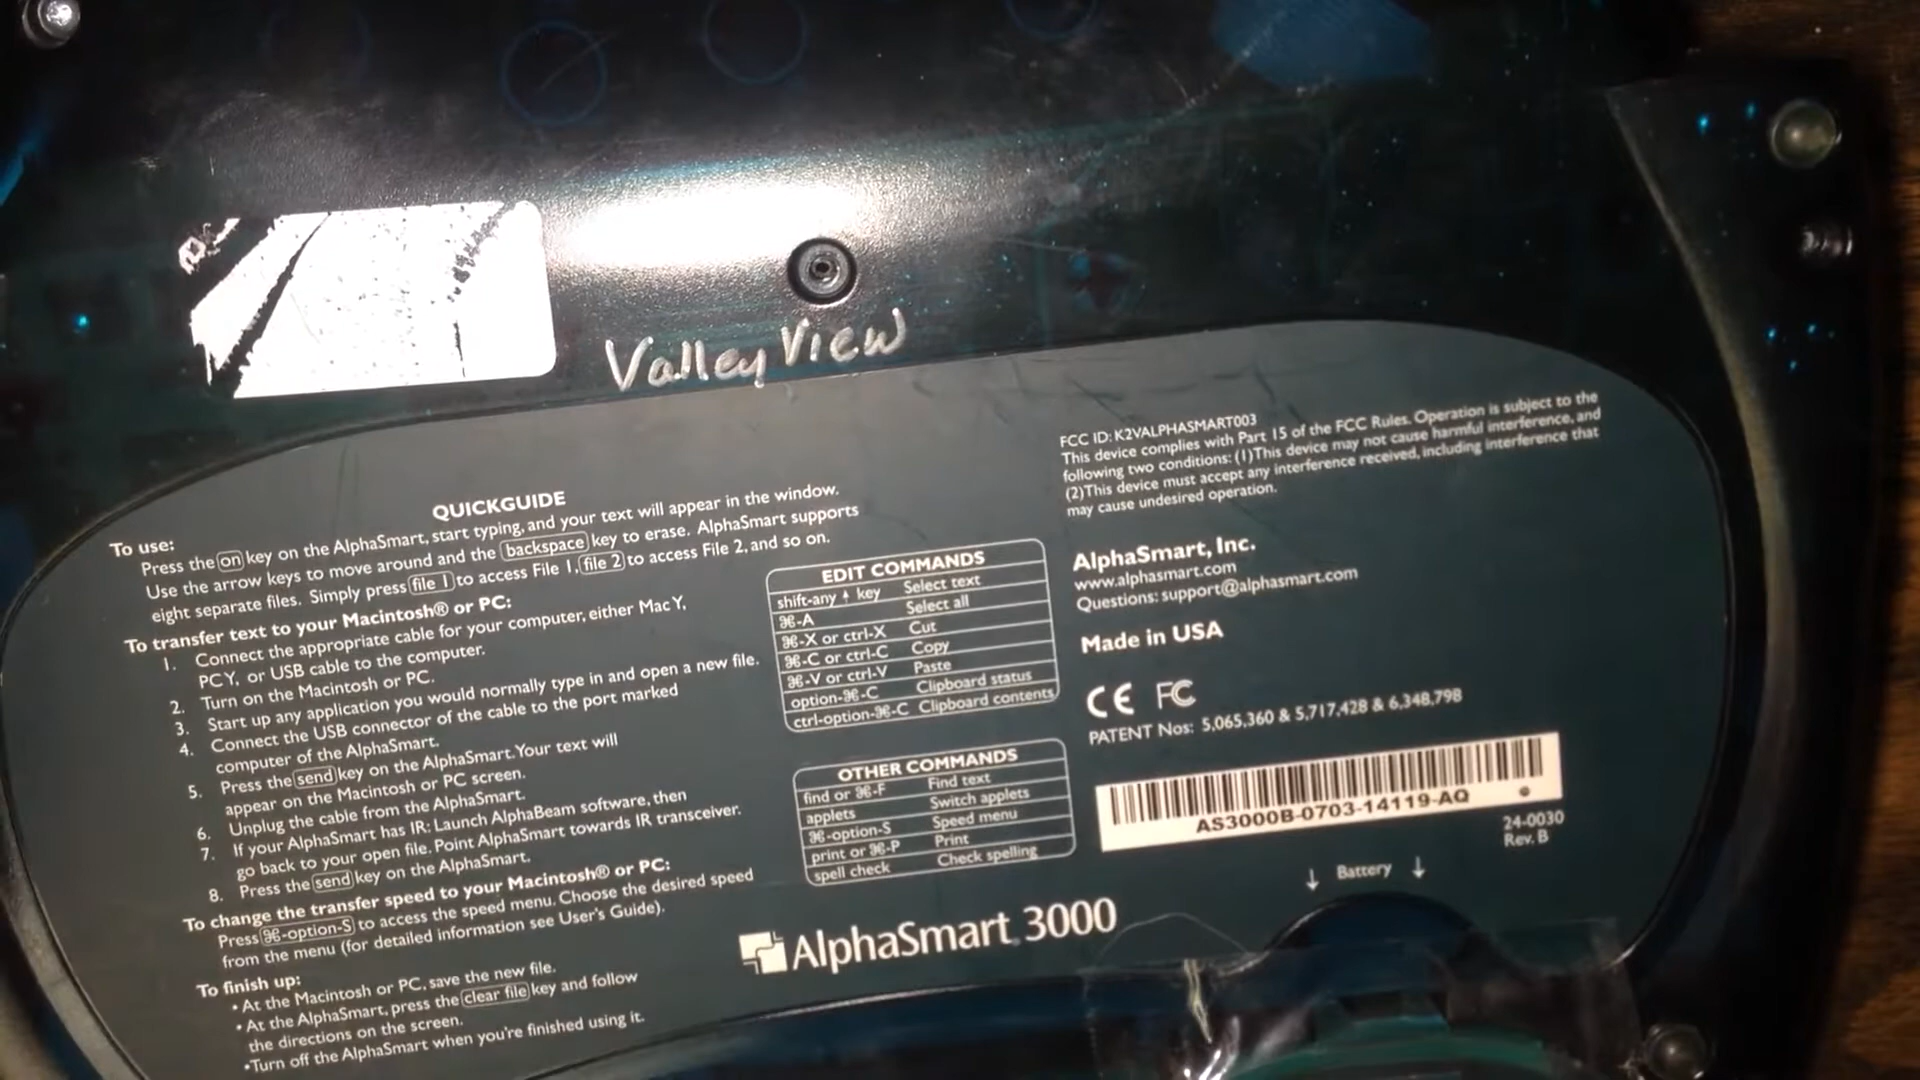 Valley View
QUICKGUIDE
To use:
Press the on key on the AlphaSmart, start typing, and your text will appear in the window.
Use the arrow keys to move around and the backspace key to erase. AlphaSmart supports
eight separate files. Simply press file 1 to access File 1, file 2 to access File 2, and so on.
To transfer text to your Macintosh® or PC:
1. Connect the appropriate cable for your computer, either Mac Y,
PC Y, or USB cable to the computer.
2. Turn on the Macintosh or PC.
3. Start up any application you would normally type in and open a new file.
4. Connect the USB connector of the cable to the port marked
computer of the AlphaSmart.
5. Press the send key on the AlphaSmart. Your text will
appear on the Macintosh or PC screen.
6. Unplug the cable from the AlphaSmart.
7. If your AlphaSmart has IR: Launch AlphaBeam software, then
go back to your open file. Point AlphaSmart towards IR transceiver.
8. Press the send key on the AlphaSmart.
To change the transfer speed to your Macintosh® or PC:
Press ⌘-option-S to access the speed menu. Choose the desired speed
from the menu (for detailed information see User's Guide).
To finish up:
• At the Macintosh or PC, save the new file.
• At the AlphaSmart, press the clear file key and follow
the directions on the screen.
•Turn off the AlphaSmart when you're finished using it.
EDIT COMMANDS
shift-any ↑ key Select text
⌘-A Select all
⌘-X or ctrl-X Cut
⌘-C or ctrl-C Copy
⌘-V or ctrl-V Paste
option-⌘-C Clipboard status
ctrl-option-⌘-C Clipboard contents
OTHER COMMANDS
find or ⌘-F Find text
applets Switch applets
⌘-option-S Speed menu
print or ⌘-P Print
spell check Check spelling
AlphaSmart 3000
FCC ID: K2VALPHASMART003
This device complies with Part 15 of the FCC Rules. Operation is subject to the
following two conditions: (1)This device may not cause harmful interference, and
(2)This device must accept any interference received, including interference that
may cause undesired operation.
AlphaSmart, Inc.
www.alphasmart.com
Questions: support@alphasmart.com
Made in USA
CE FC
PATENT Nos: 5,065,360 & 5,717,428 & 6,348,798
AS3000B-0703-14119-AQ
24-0030
Rev. B
↓ Battery ↓